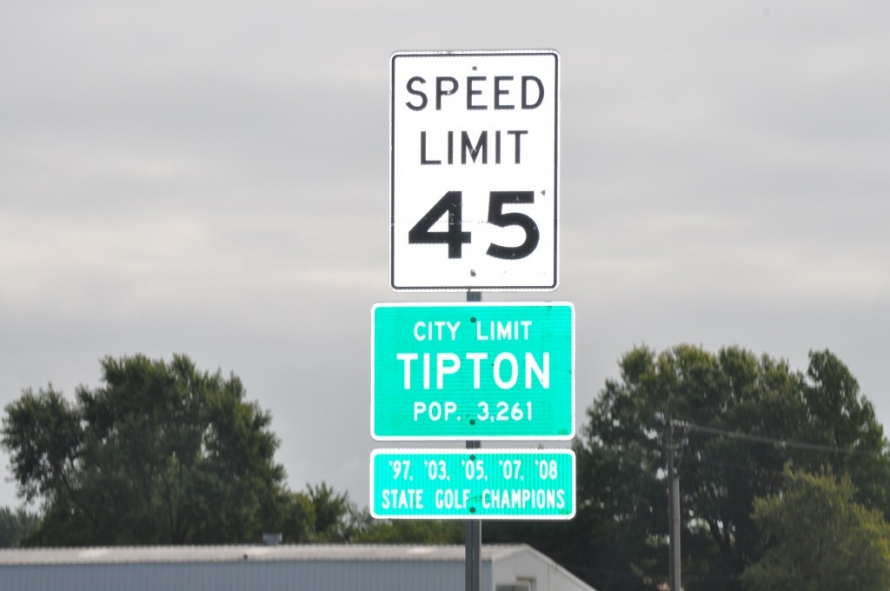 SPEED
LIMIT
45
CITY LIMIT
TIPTON
POP. 3,261
'97, '03, '05, '07, '08
STATE GOLF CHAMPIONS